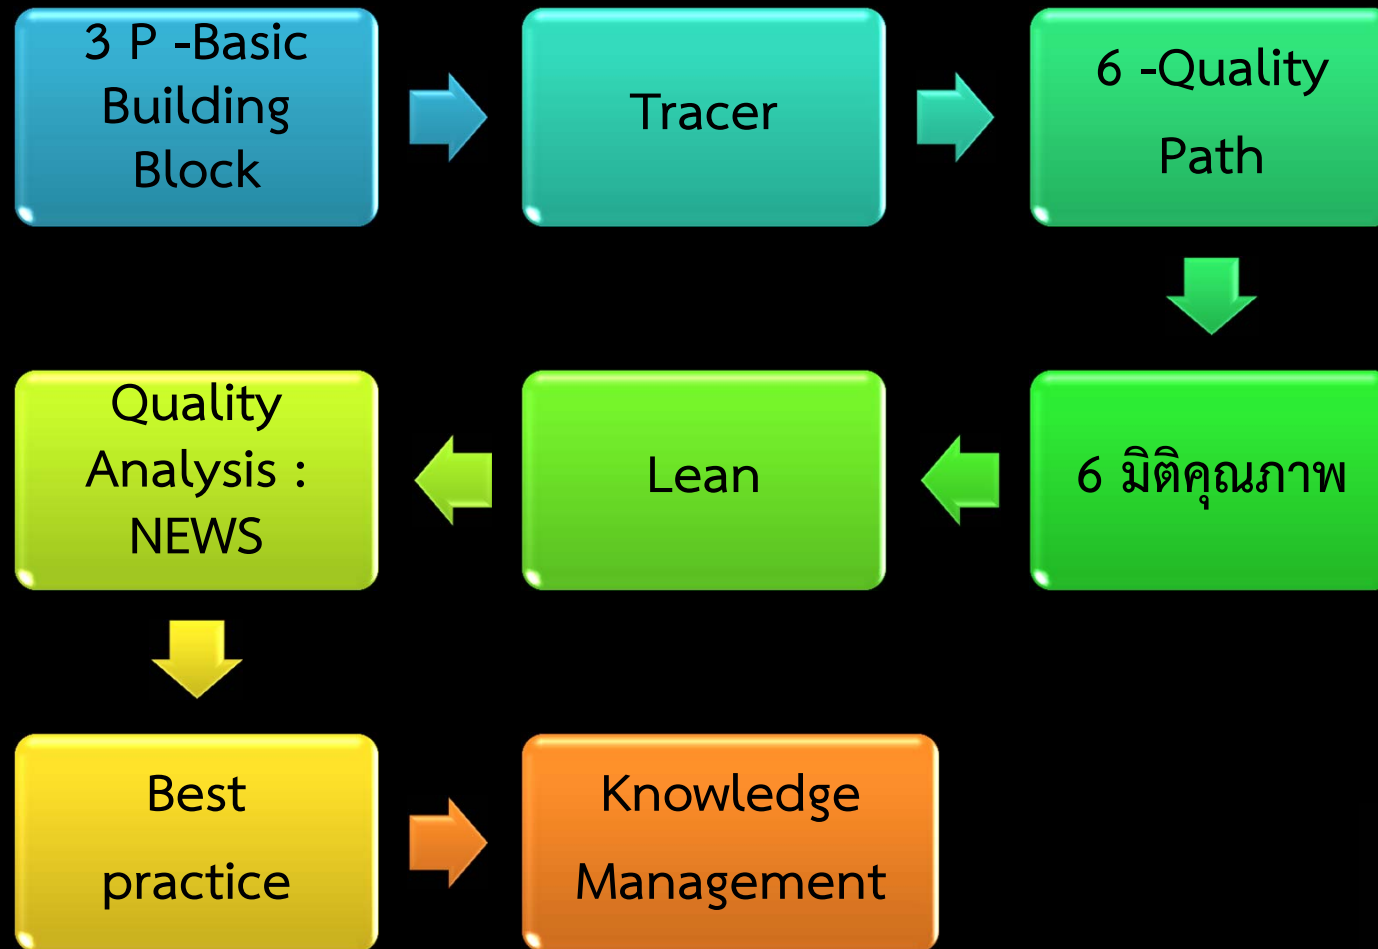 3 P -Basic
Building
Block
Tracer
6 -Quality
Path
6 มิติคุณภาพ
Lean
Quality
Analysis :
NEWS
Best
practice
Knowledge
Management